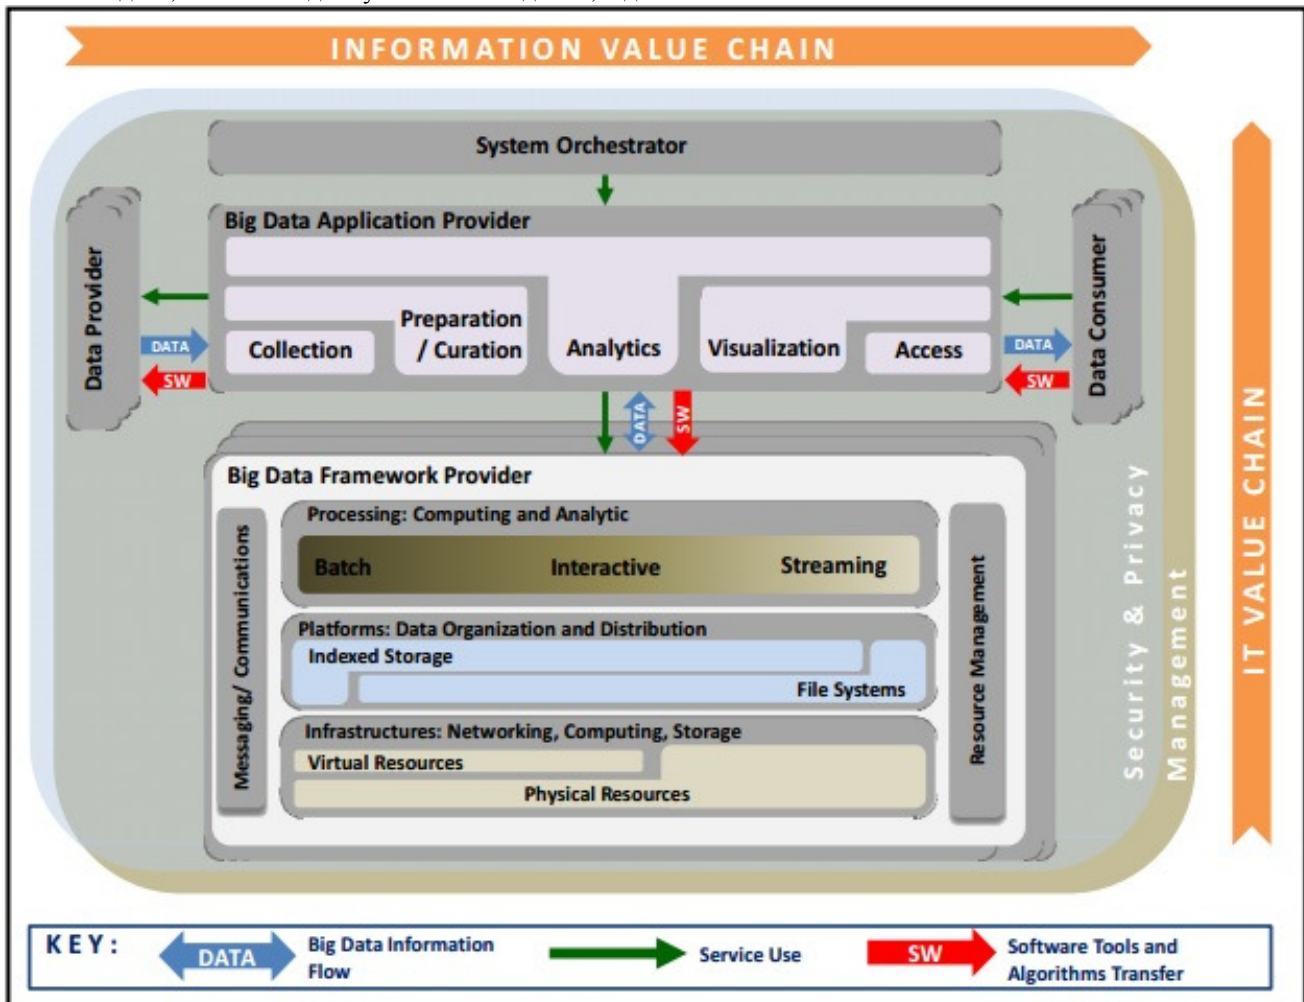 INFORMATION VALUE CHAIN
System Orchestrator
Big Data Application Provider
Data Provider
Data Consumer
Collection
Preparation
/ Curation
Analytics
Visualization
Access
DATA
SW
DATA
SW
DATA
SW
Big Data Framework Provider
Messaging/ Communications
Processing: Computing and Analytic
Batch
Interactive
Streaming
Platforms: Data Organization and Distribution
Indexed Storage
File Systems
Infrastructures: Networking, Computing, Storage
Virtual Resources
Physical Resources
Resource Management
Security & Privacy
Management
IT VALUE CHAIN
KEY:
DATA
Big Data Information
Flow
Service Use
SW
Software Tools and
Algorithms Transfer